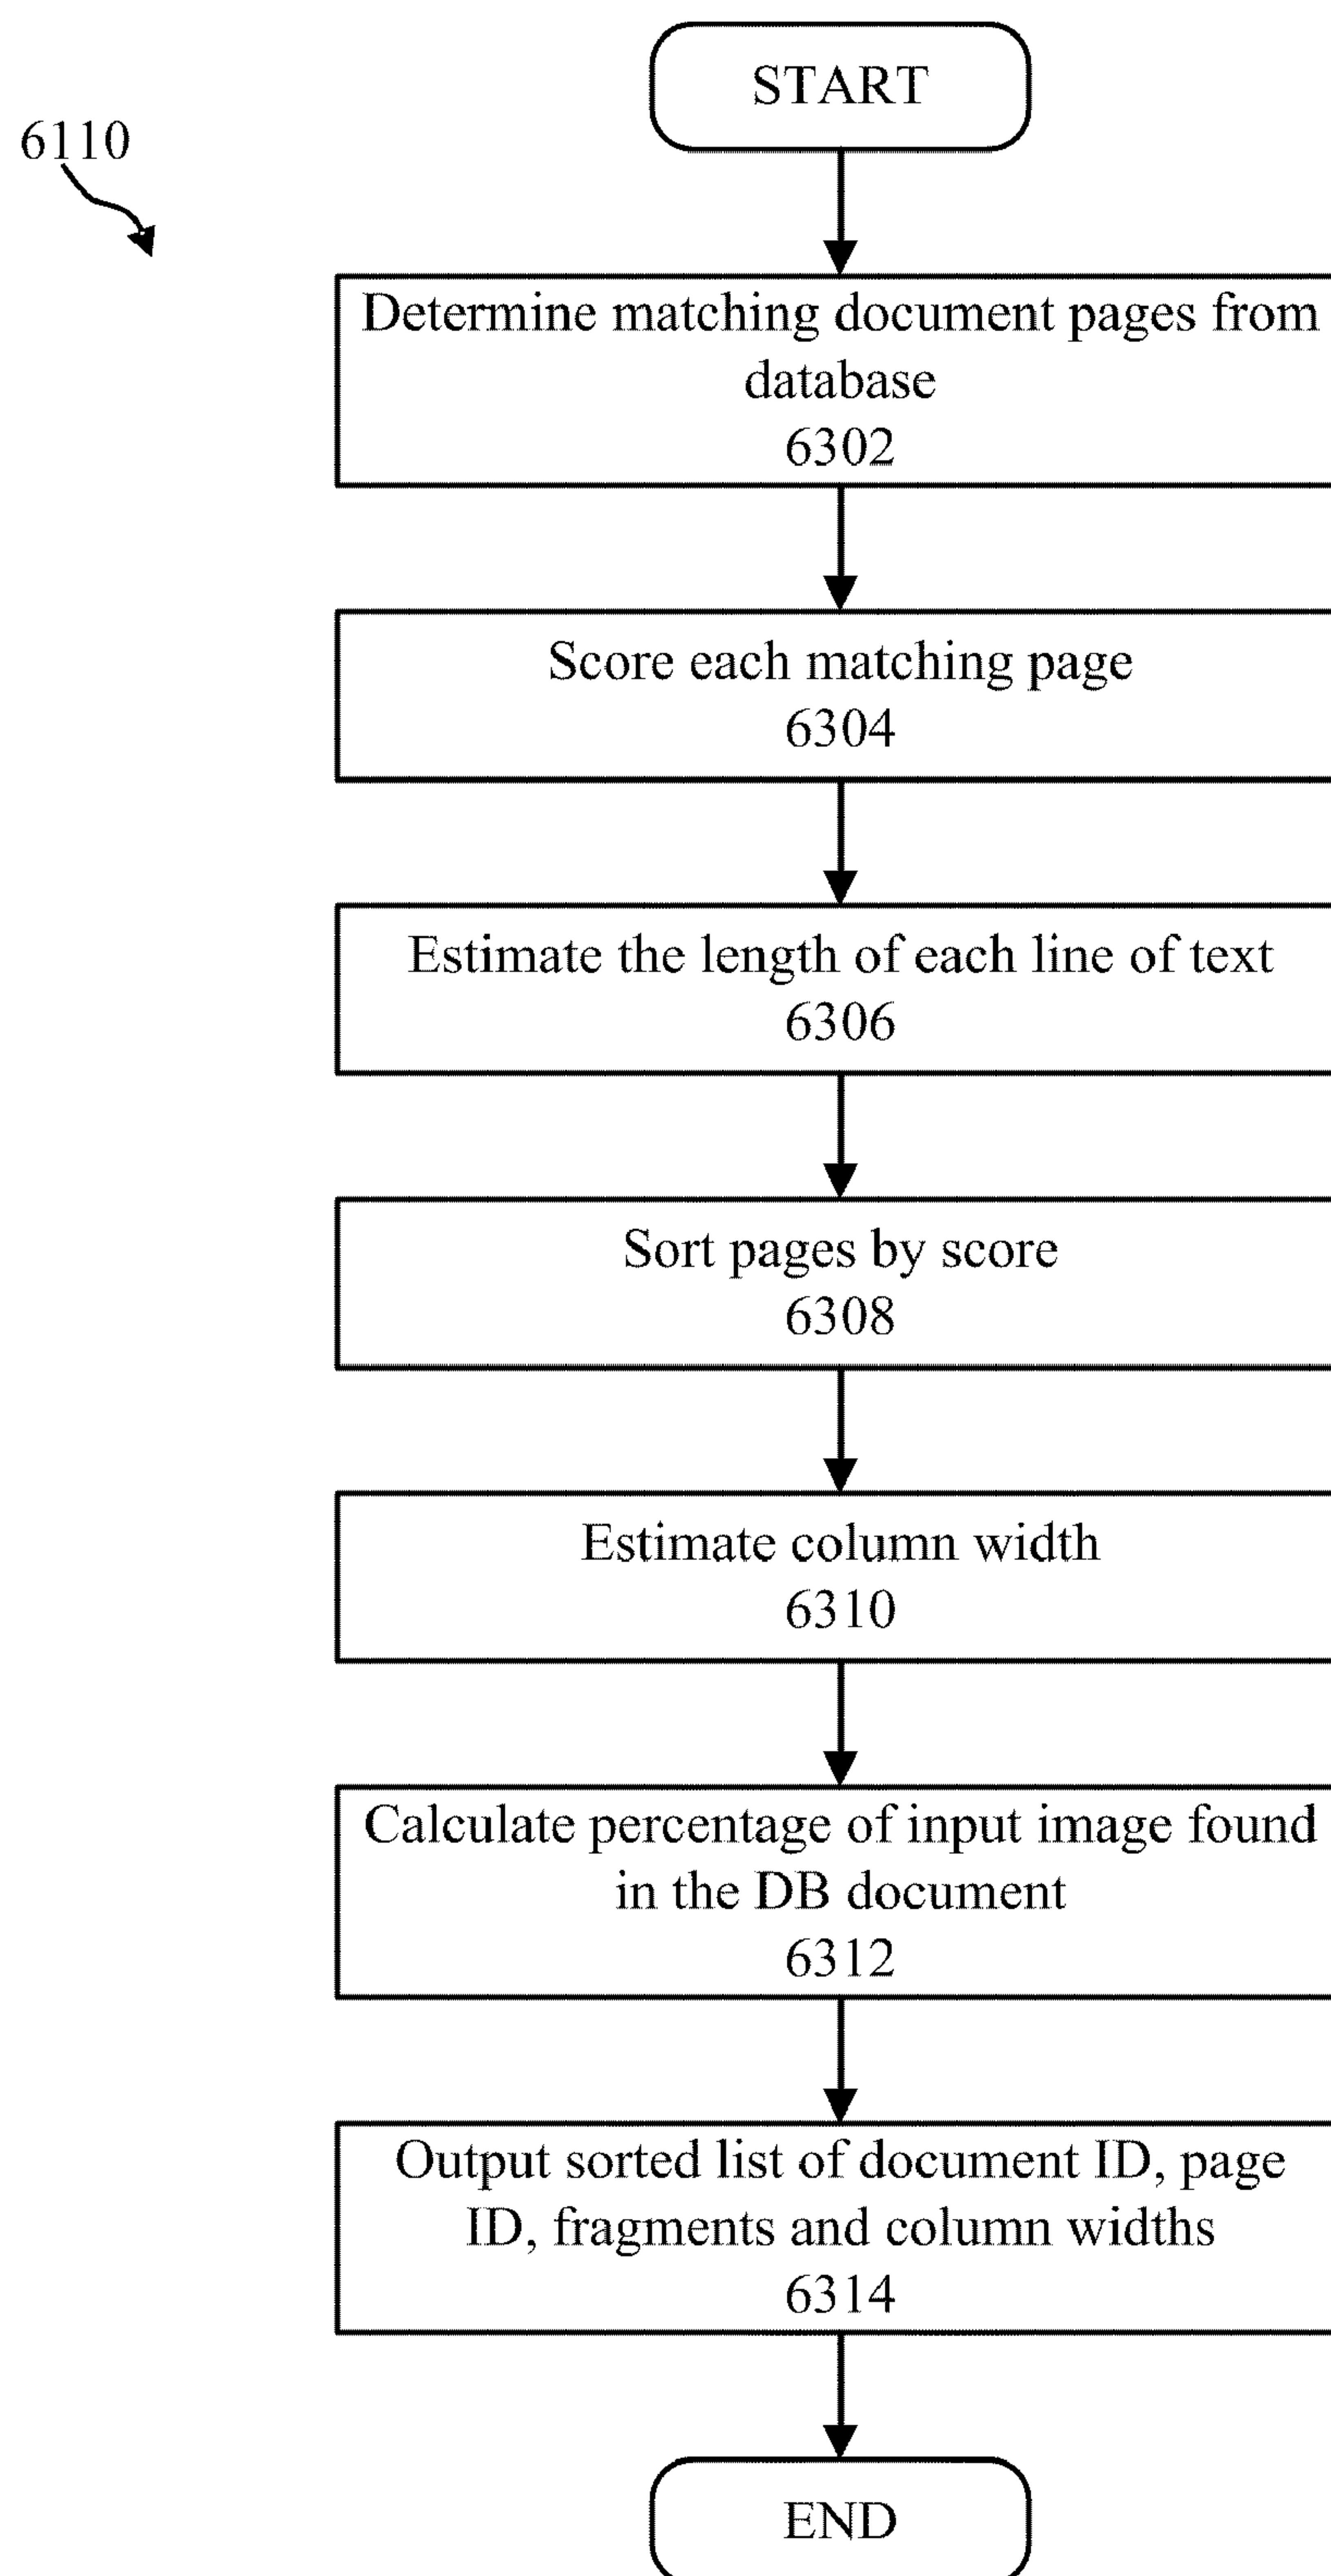 START
6110
Determine matching document pages from
database
6302
Score each matching page
6304
Estimate the length of each line of text
6306
Sort pages by score
6308
Estimate column width
6310
Calculate percentage of input image found
in the DB document
6312
Output sorted list of document ID, page
ID, fragments and column widths
6314
END